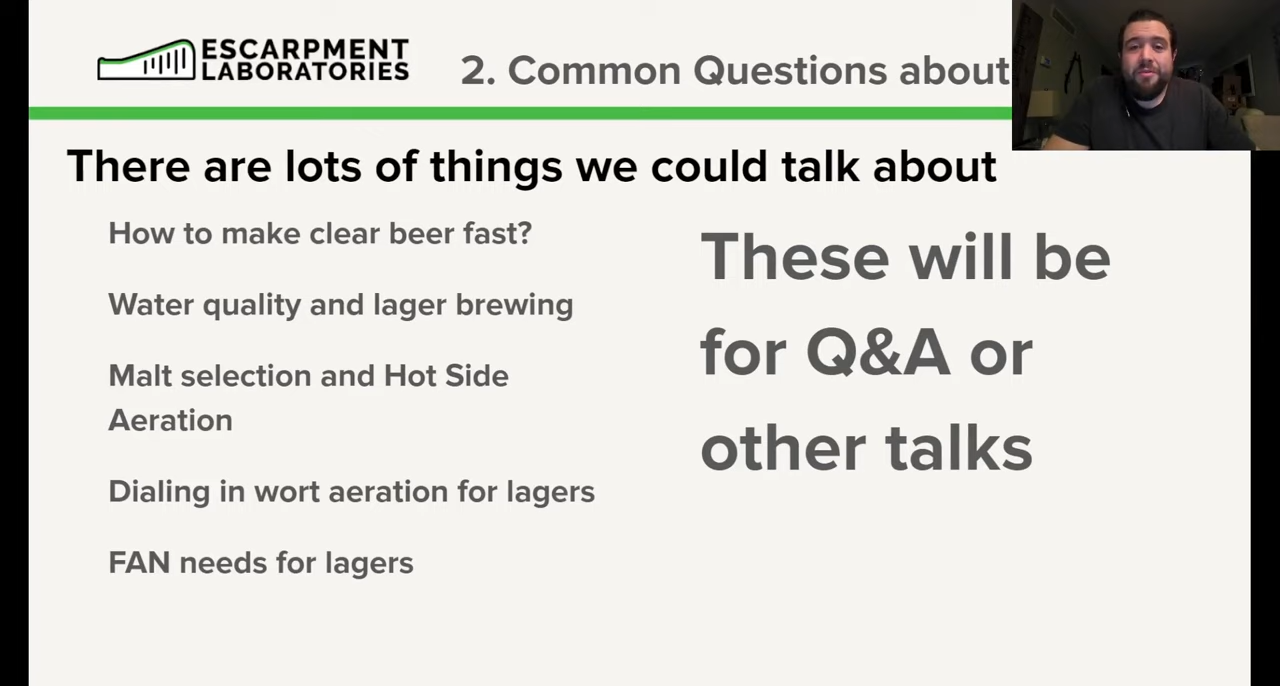 ESCARPMENT
LABORATORIES
2. Common Questions about
There are lots of things we could talk about
How to make clear beer fast?
Water quality and lager brewing
Malt selection and Hot Side
Aeration
Dialing in wort aeration for lagers
FAN needs for lagers
These will be
for Q&A or
other talks